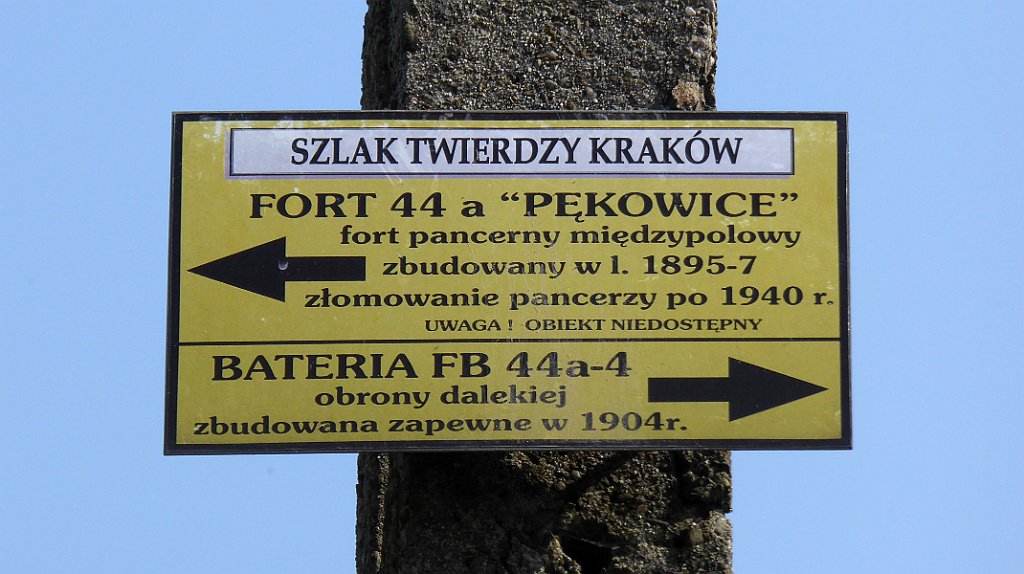 SZLAK TWIERDZY KRAKÓW
FORT 44 a “PĘKOWICE”
fort pancerny międzypolowy
zbudowany w l. 1895-7
złomowanie pancerzy po 1940 r.
UWAGA ! OBIEKT NIEDOSTĘPNY
BATERIA FB 44a-4
obrony dalekiej
zbudowana zapewne w 1904r.